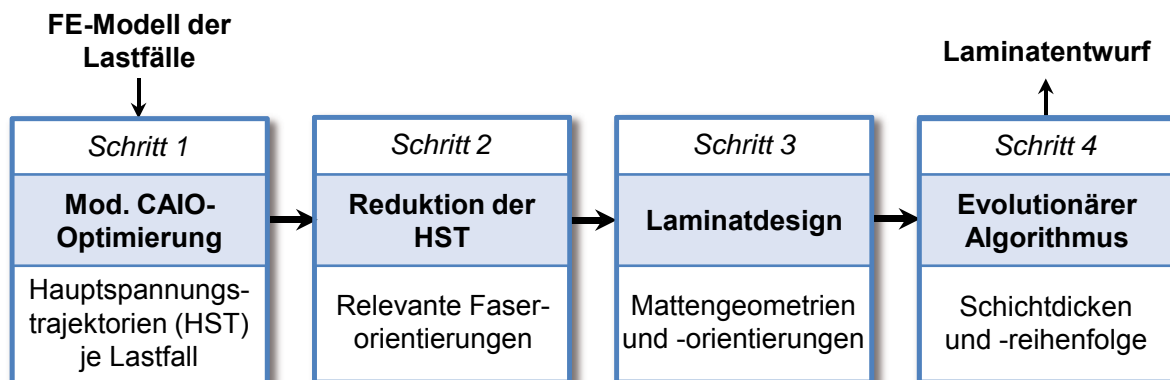 FE-Modell der
Lastfälle
Laminatentwurf
Schritt 1
Mod. CAIO-
Optimierung
Hauptspannungs-
trajektorien (HST)
je Lastfall
Schritt 2
Reduktion der
HST
Relevante Faser-
orientierungen
Schritt 3
Laminatdesign
Mattengeometrien
und -orientierungen
Schritt 4
Evolutionärer
Algorithmus
Schichtdicken
und -reihenfolge